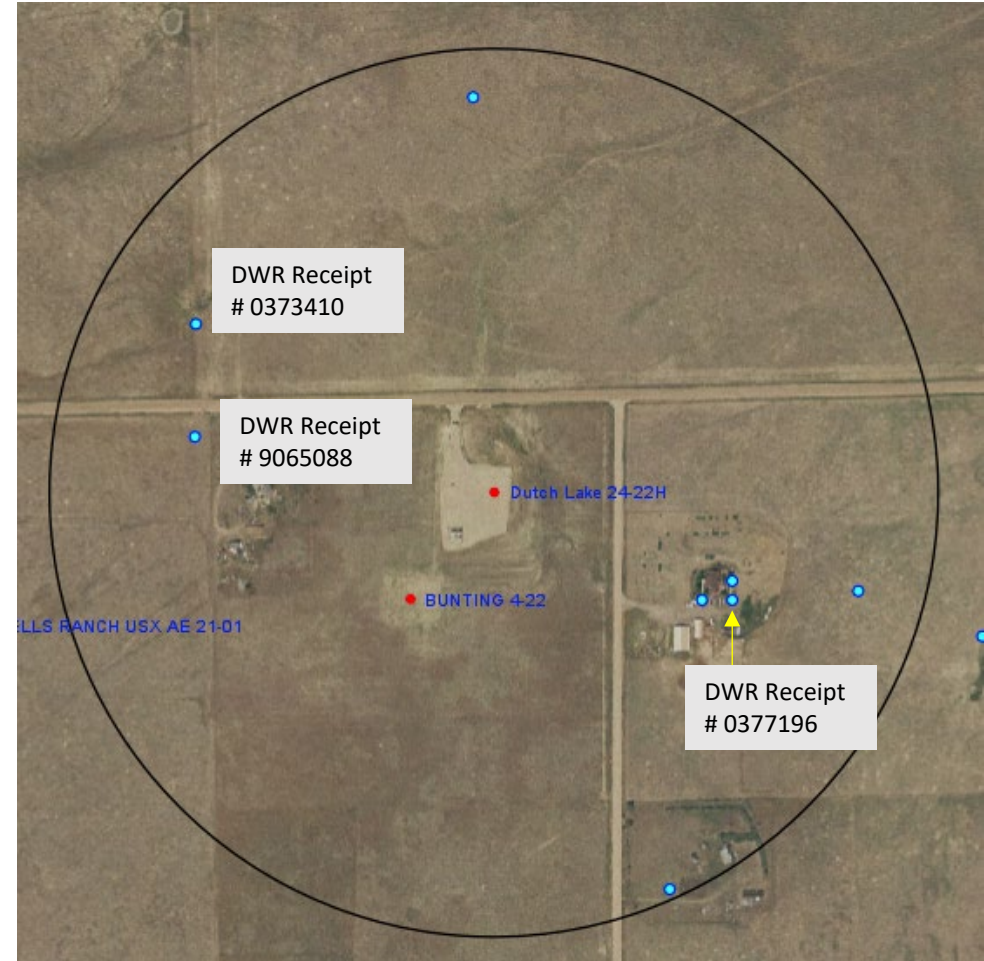 DWR Receipt
# 0373410
DWR Receipt
# 9065088
Dutch Lake 24-22H
BUNTING 4-22
ELLS RANCH USX AE 21-01
DWR Receipt
# 0377196